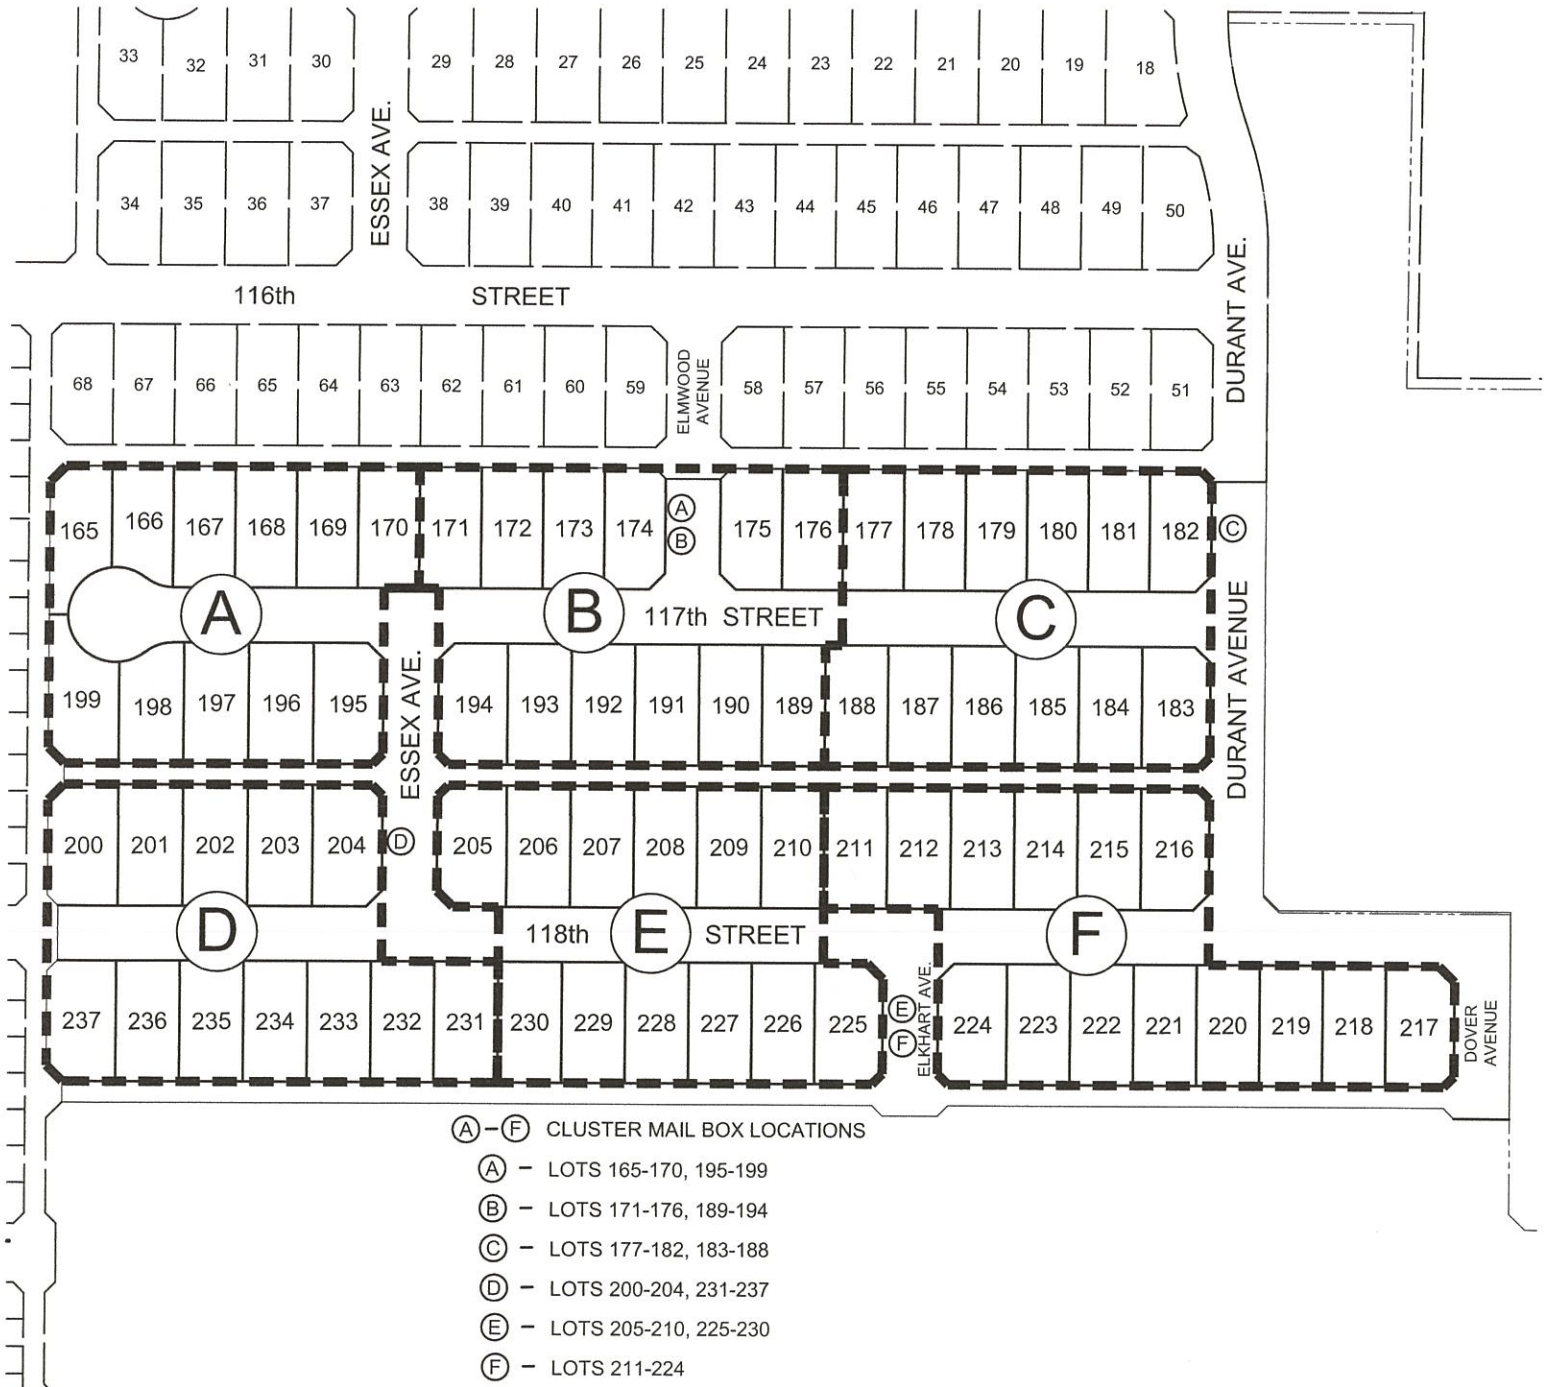 33 32 31 30 29 28 27 26 25 24 23 22 21 20 19 18
ESSEX AVE.
34 35 36 37 38 39 40 41 42 43 44 45 46 47 48 49 50
116th STREET
DURANT AVE.
68 67 66 65 64 63 62 61 60 59
ELMWOOD
AVENUE
58 57 56 55 54 53 52 51
165 166 167 168 169 170 171 172 173 174
A
B
175 176 177 178 179 180 181 182
C
A
B
117th STREET
C
DURANT AVENUE
199 198 197 196 195
ESSEX AVE.
194 193 192 191 190 189 188 187 186 185 184 183
200 201 202 203 204
D
205 206 207 208 209 210 211 212 213 214 215 216
D
118th
E
STREET
F
237 236 235 234 233 232 231 230 229 228 227 226 225
E
F
ELKHART AVE.
224 223 222 221 220 219 218 217
DOVER
AVENUE
A – F CLUSTER MAIL BOX LOCATIONS
A – LOTS 165-170, 195-199
B – LOTS 171-176, 189-194
C – LOTS 177-182, 183-188
D – LOTS 200-204, 231-237
E – LOTS 205-210, 225-230
F – LOTS 211-224